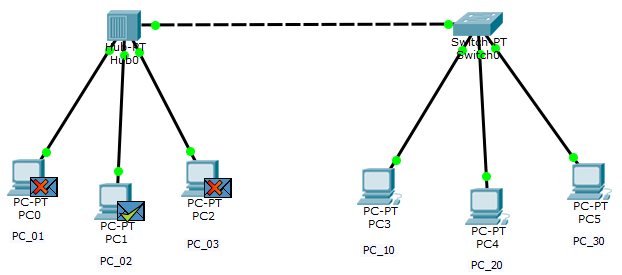 Hub-PT
Hub0
Switch-PT
Switch0
PC-PT
PC0
PC_01
PC-PT
PC1
PC_02
PC-PT
PC2
PC_03
PC-PT
PC3
PC_10
PC-PT
PC4
PC_20
PC-PT
PC5
PC_30